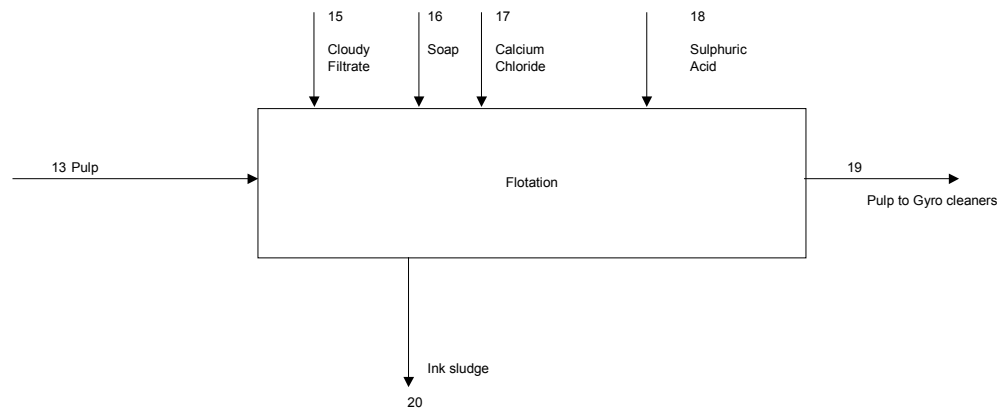 15
Cloudy
Filtrate
16
Soap
17
Calcium
Chloride
18
Sulphuric
Acid
13 Pulp
Flotation
19
Pulp to Gyro cleaners
Ink sludge
20